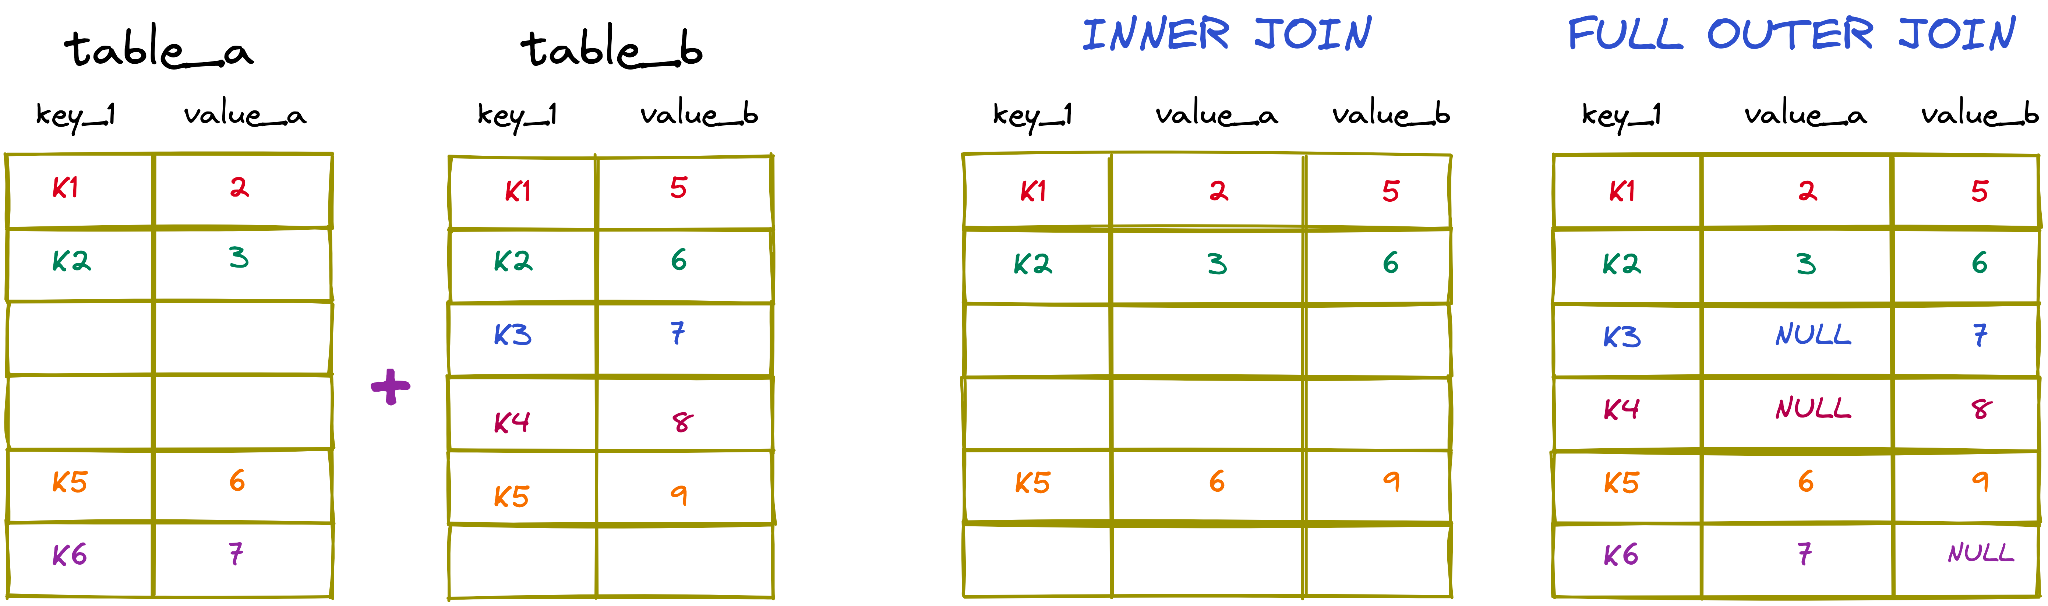 table_a
key_1 value_a
K1 2
K2 3
K5 6
K6 7
+
table_b
key_1 value_b
K1 5
K2 6
K3 7
K4 8
K5 9
INNER JOIN
key_1 value_a value_b
K1 2 5
K2 3 6
K5 6 9
FULL OUTER JOIN
key_1 value_a value_b
K1 2 5
K2 3 6
K3 NULL 7
K4 NULL 8
K5 6 9
K6 7 NULL